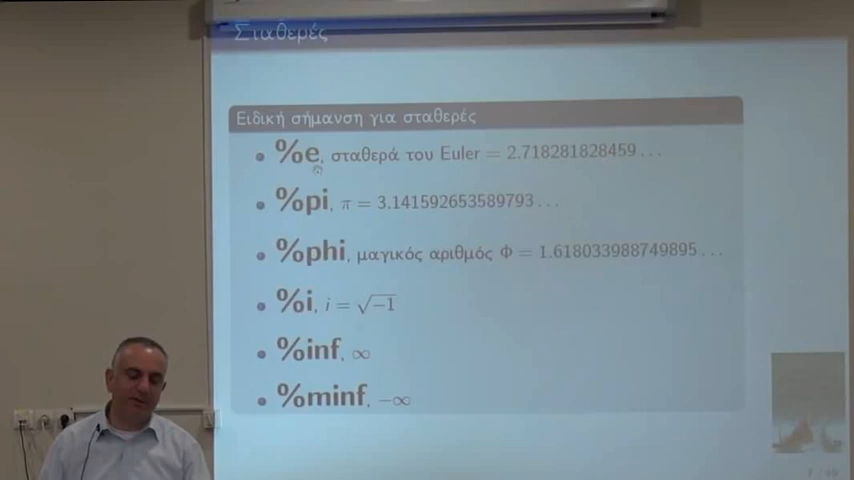 Σταθερές
Ειδική σήμανση για σταθερές
%e, σταθερά του Euler = 2.718281828459...
%pi, π = 3.141592653589793...
%phi, μαγικός αριθμός Φ = 1.618033988749895...
%i, i = √−1
%inf, ∞
%minf, −∞